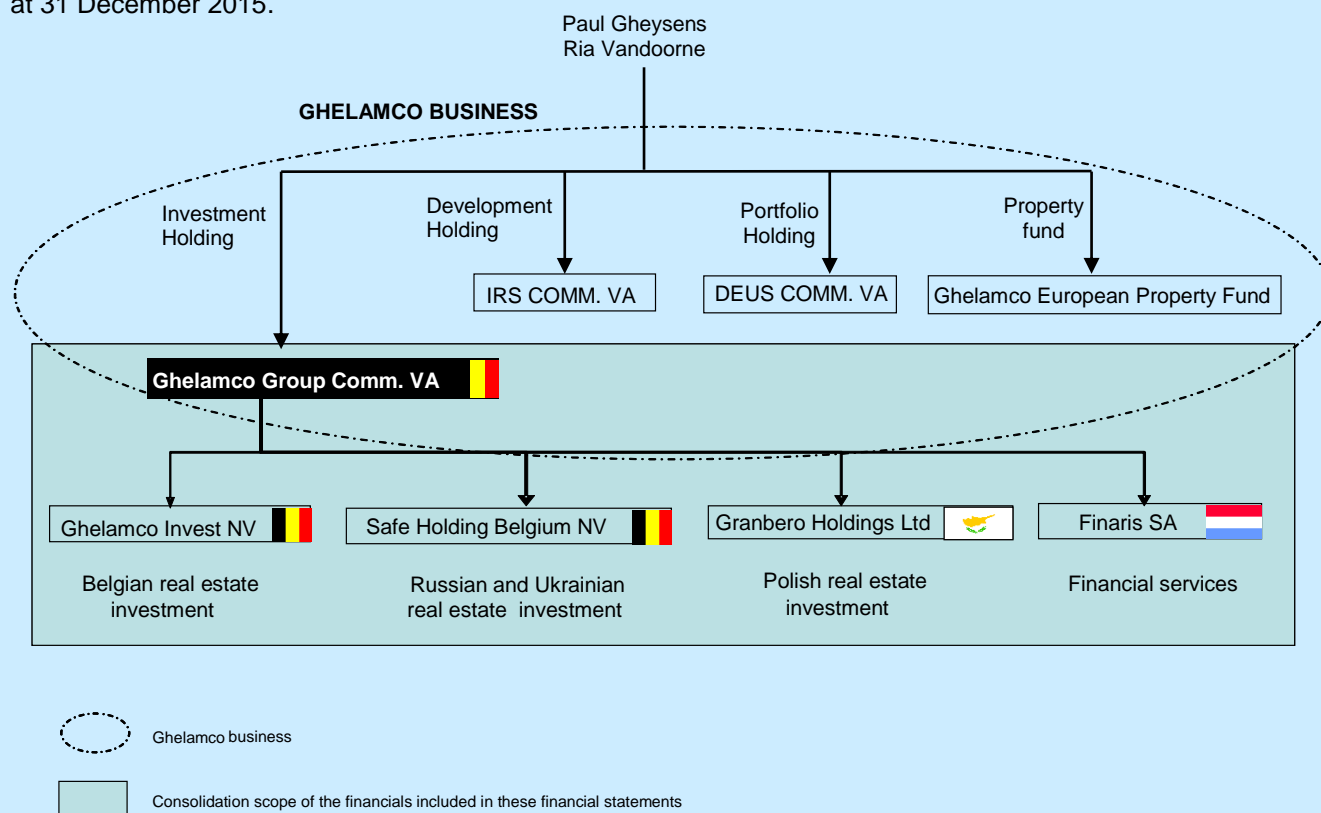 at 31 December 2015.
Paul Gheysens
Ria Vandoorne
GHELAMCO BUSINESS
Investment
Holding
Development
Holding
Portfolio
Holding
Property
fund
IRS COMM. VA
DEUS COMM. VA
Ghelamco European Property Fund
Ghelamco Group Comm. VA
Ghelamco Invest NV
Safe Holding Belgium NV
Granbero Holdings Ltd
Finaris SA
Belgian real estate
investment
Russian and Ukrainian
real estate investment
Polish real estate
investment
Financial services
Ghelamco business
Consolidation scope of the financials included in these financial statements